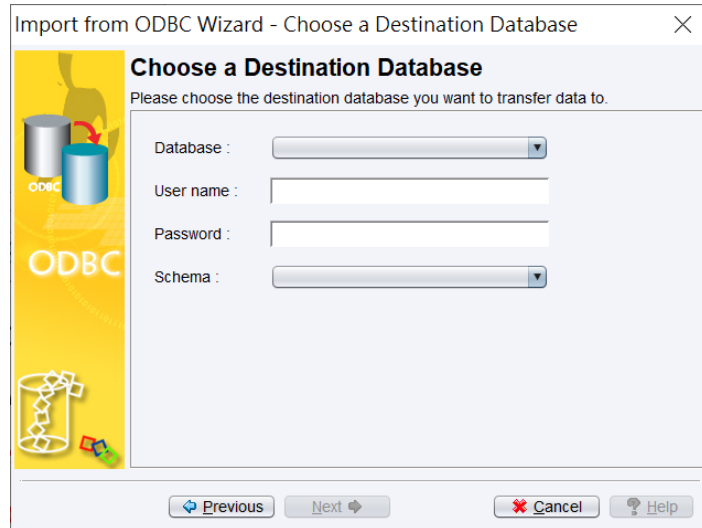 Import from ODBC Wizard - Choose a Destination Database
Choose a Destination Database
Please choose the destination database you want to transfer data to.
Database :
User name :
Password :
Schema :
ODBC
ODBC
Previous Next Cancel Help